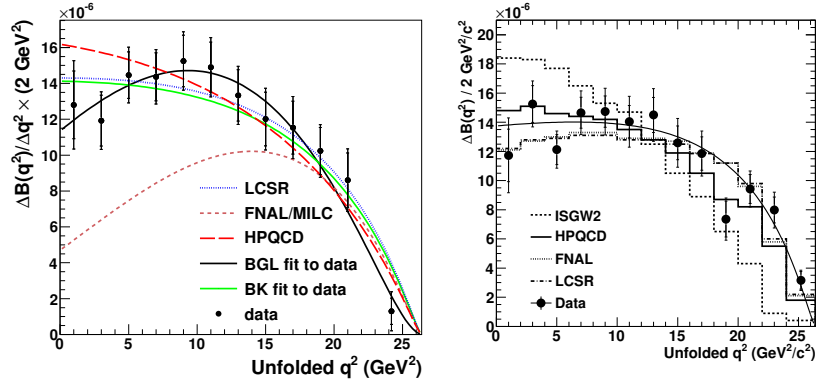 ×10⁻⁶
ΔB(q²)/Δq² × (2 GeV²)
16
14
12
10
8
6
4
2
0
LCSR
FNAL/MILC
HPQCD
BGL fit to data
BK fit to data
data
0 5 10 15 20 25
Unfolded q² (GeV²)
×10⁻⁶
ΔB(q²) / 2 GeV²/c²
20
18
16
14
12
10
8
6
4
2
0
ISGW2
HPQCD
FNAL
LCSR
Data
0 5 10 15 20 25
Unfolded q² (GeV²/c²)